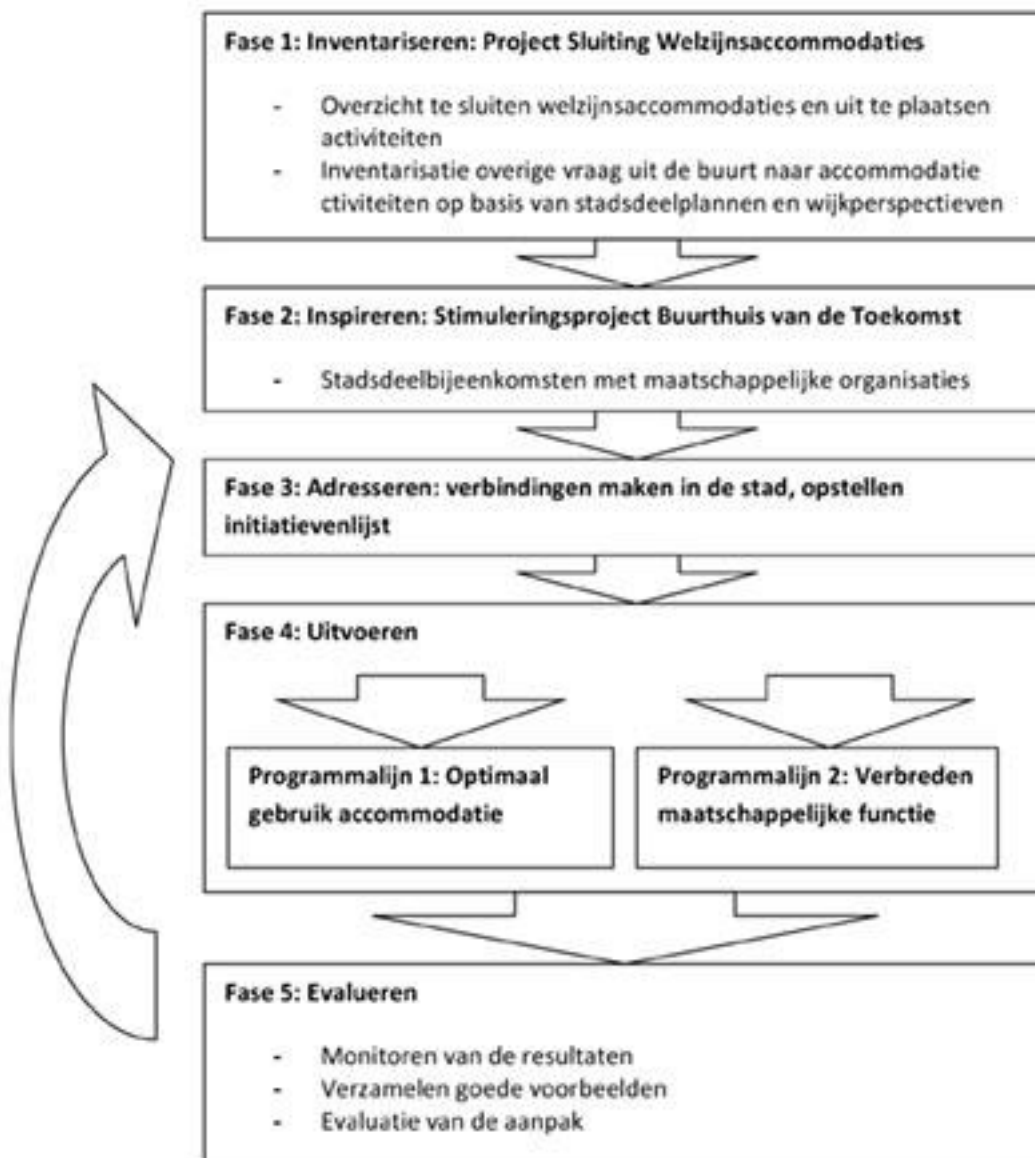 Fase 1: Inventariseren: Project Sluiting Welzijnsaccommodaties
- Overzicht te sluiten welzijnsaccommodaties en uit te plaatsen
activiteiten
- Inventarisatie overige vraag uit de buurt naar accommodatie
ctiviteiten op basis van stadsdeelplannen en wijkperspectieven
Fase 2: Inspireren: Stimuleringsproject Buurthuis van de Toekomst
- Stadsdeelbijeenkomsten met maatschappelijke organisaties
Fase 3: Adresseren: verbindingen maken in de stad, opstellen
initiatievenlijst
Fase 4: Uitvoeren
Programmalijn 1: Optimaal
gebruik accommodatie
Programmalijn 2: Verbreden
maatschappelijke functie
Fase 5: Evalueren
- Monitoren van de resultaten
- Verzamelen goede voorbeelden
- Evaluatie van de aanpak